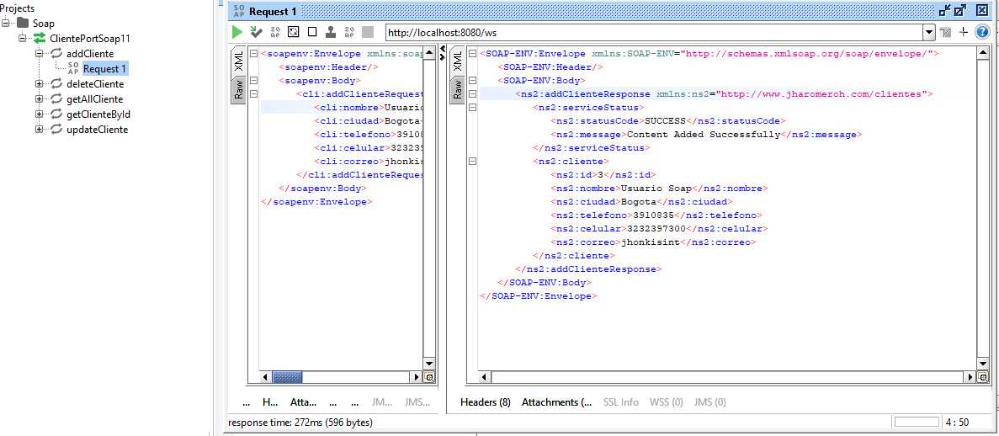 Projects
Soap
ClientePortSoap11
addCliente
SOAP Request 1
deleteCliente
getAllCliente
getClienteById
updateCliente
SOAP Request 1
SOAP
SOAP
http://localhost:8080/ws
?
XML
Raw
<soapenv:Envelope xmlns:soap
<soapenv:Header/>
<soapenv:Body>
<cli:addClienteRequest
<cli:nombre>Usuario
<cli:ciudad>Bogota<
<cli:telefono>39108
<cli:celular>32323
<cli:correo>jhonkisin
</cli:addClienteReques
</soapenv:Body>
</soapenv:Envelope>
... H... Atta... ... ... JM... JMS...
XML
Raw
<SOAP-ENV:Envelope xmlns:SOAP-ENV="http://schemas.xmlsoap.org/soap/envelope/">
<SOAP-ENV:Header/>
<SOAP-ENV:Body>
<ns2:addClienteResponse xmlns:ns2="http://www.jharomeroh.com/clientes">
<ns2:serviceStatus>
<ns2:statusCode>SUCCESS</ns2:statusCode>
<ns2:message>Content Added Successfully</ns2:message>
</ns2:serviceStatus>
<ns2:cliente>
<ns2:id>3</ns2:id>
<ns2:nombre>Usuario Soap</ns2:nombre>
<ns2:ciudad>Bogota</ns2:ciudad>
<ns2:telefono>3910835</ns2:telefono>
<ns2:celular>3232397300</ns2:celular>
<ns2:correo>jhonkisint</ns2:correo>
</ns2:cliente>
</ns2:addClienteResponse>
</SOAP-ENV:Body>
</SOAP-ENV:Envelope>
Headers (8) Attachments (... SSL Info WSS (0) JMS (0)
response time: 272ms (596 bytes)
4 : 50